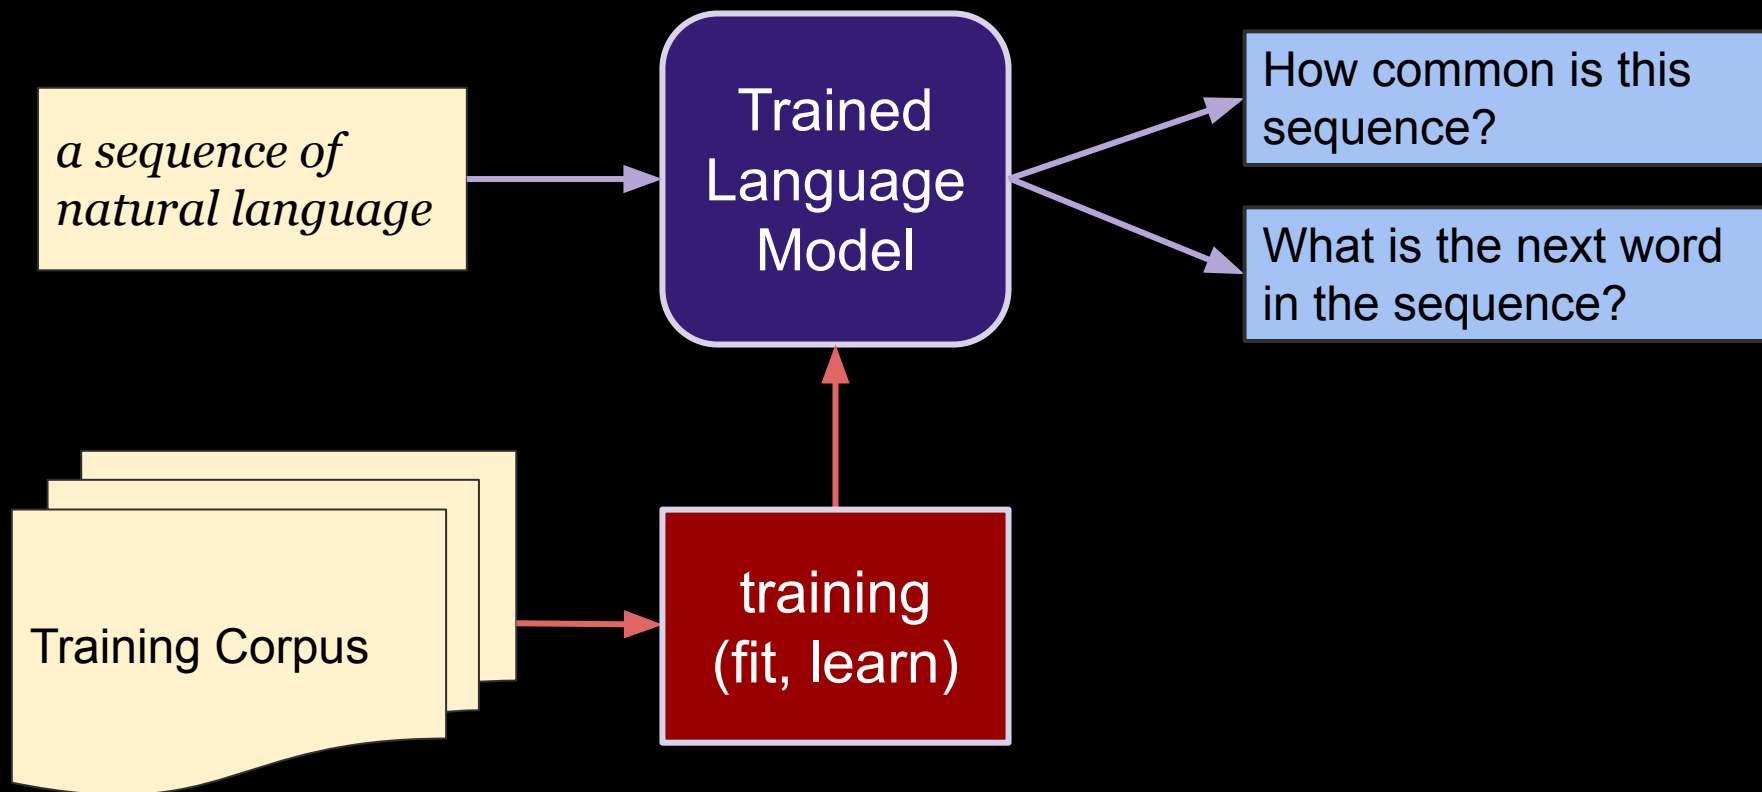 a sequence of
natural language
Trained
Language
Model
How common is this
sequence?
What is the next word
in the sequence?
Training Corpus
training
(fit, learn)